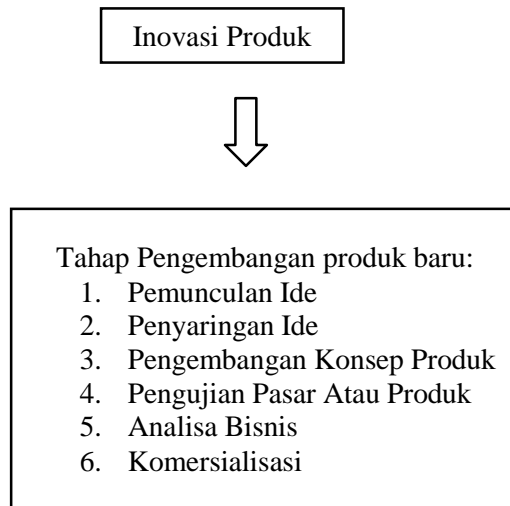 Inovasi Produk
Tahap Pengembangan produk baru:
1. Pemunculan Ide
2. Penyaringan Ide
3. Pengembangan Konsep Produk
4. Pengujian Pasar Atau Produk
5. Analisa Bisnis
6. Komersialisasi